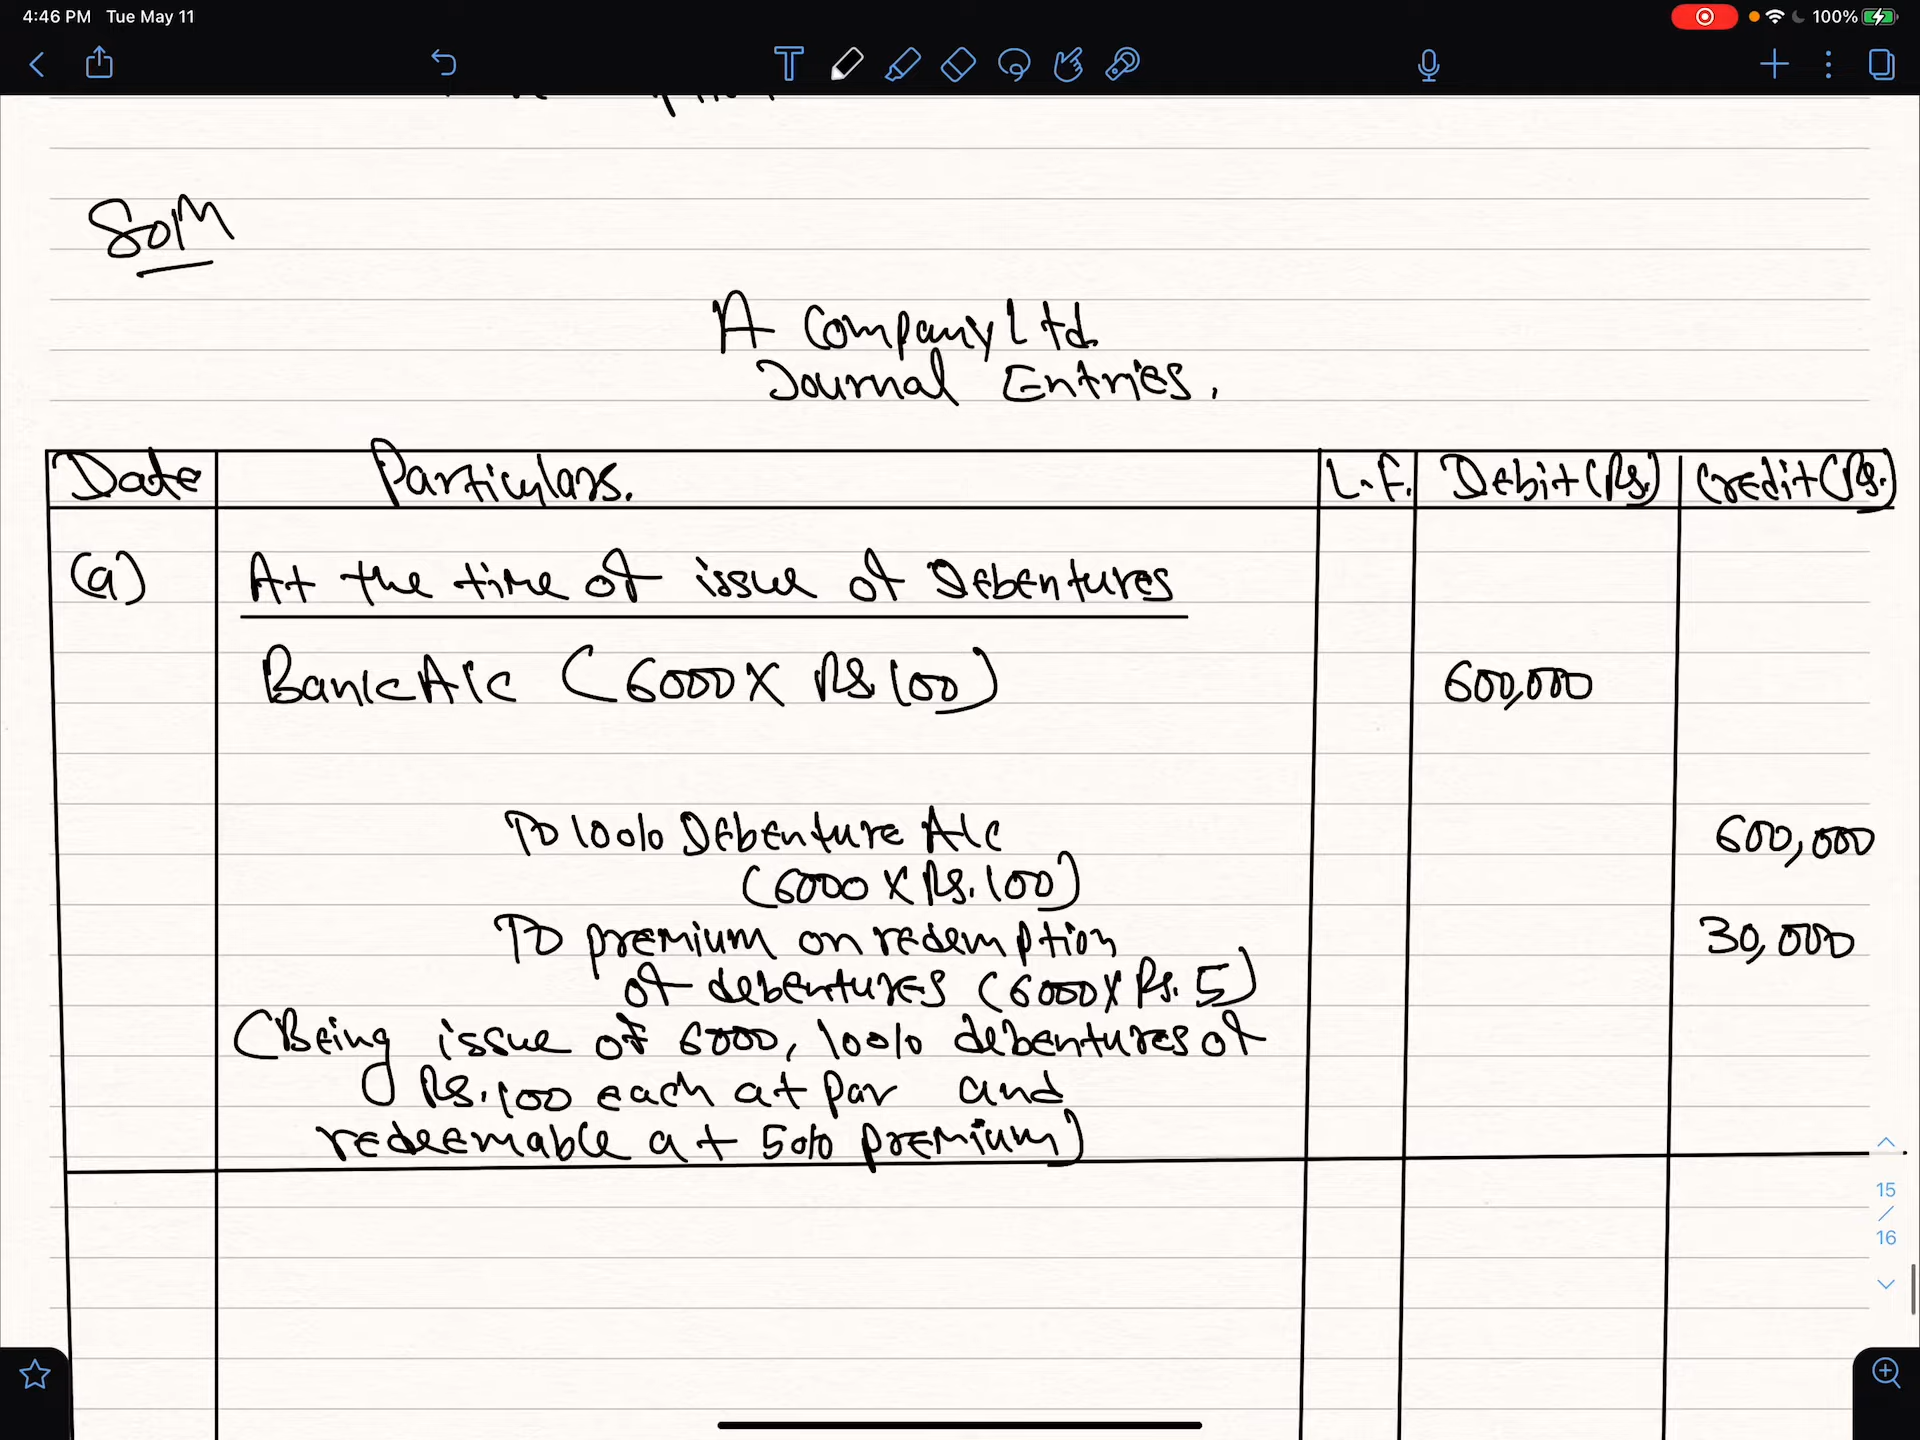 4:46 PM Tue May 11
100%
Soln
A Company Ltd.
Journal Entries.
Date Particulars. L.F. Debit (Rs.) Credit (Rs.)
(a) At the time of issue of Debentures
Bank A/c (6000 X Rs. 100) 600,000
To 10% Debenture A/c 600,000
(6000 X Rs. 100)
To premium on redemption 30,000
of debentures (6000 X Rs. 5)
(Being issue of 6000, 10% debentures of
Rs. 100 each at par and
redeemable at 5% premium)
15
/
16